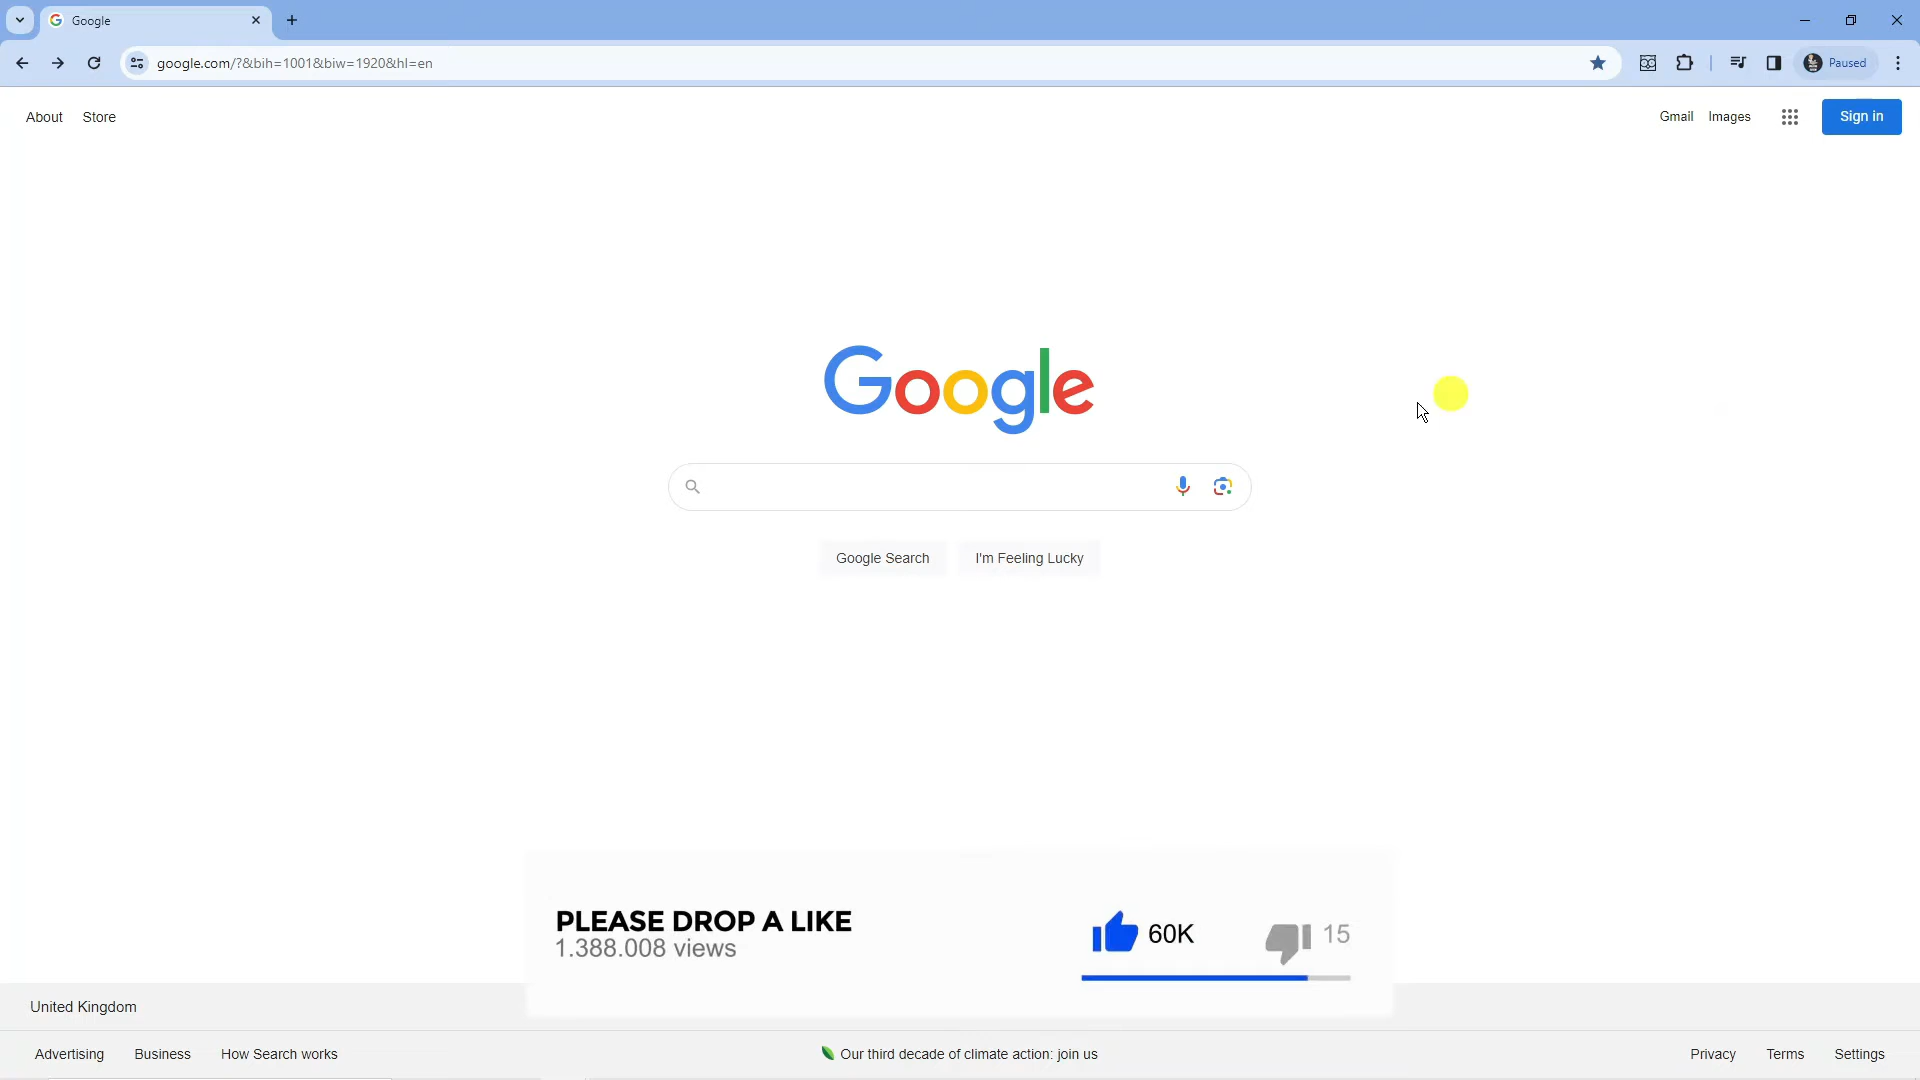 Google
google.com/?&bih=1001&biw=1920&hl=en
Paused
About Store
Gmail Images
Sign in
Google
Google Search I'm Feeling Lucky
PLEASE DROP A LIKE
1.388.008 views
60K 15
United Kingdom
Advertising Business How Search works
Our third decade of climate action: join us
Privacy Terms Settings